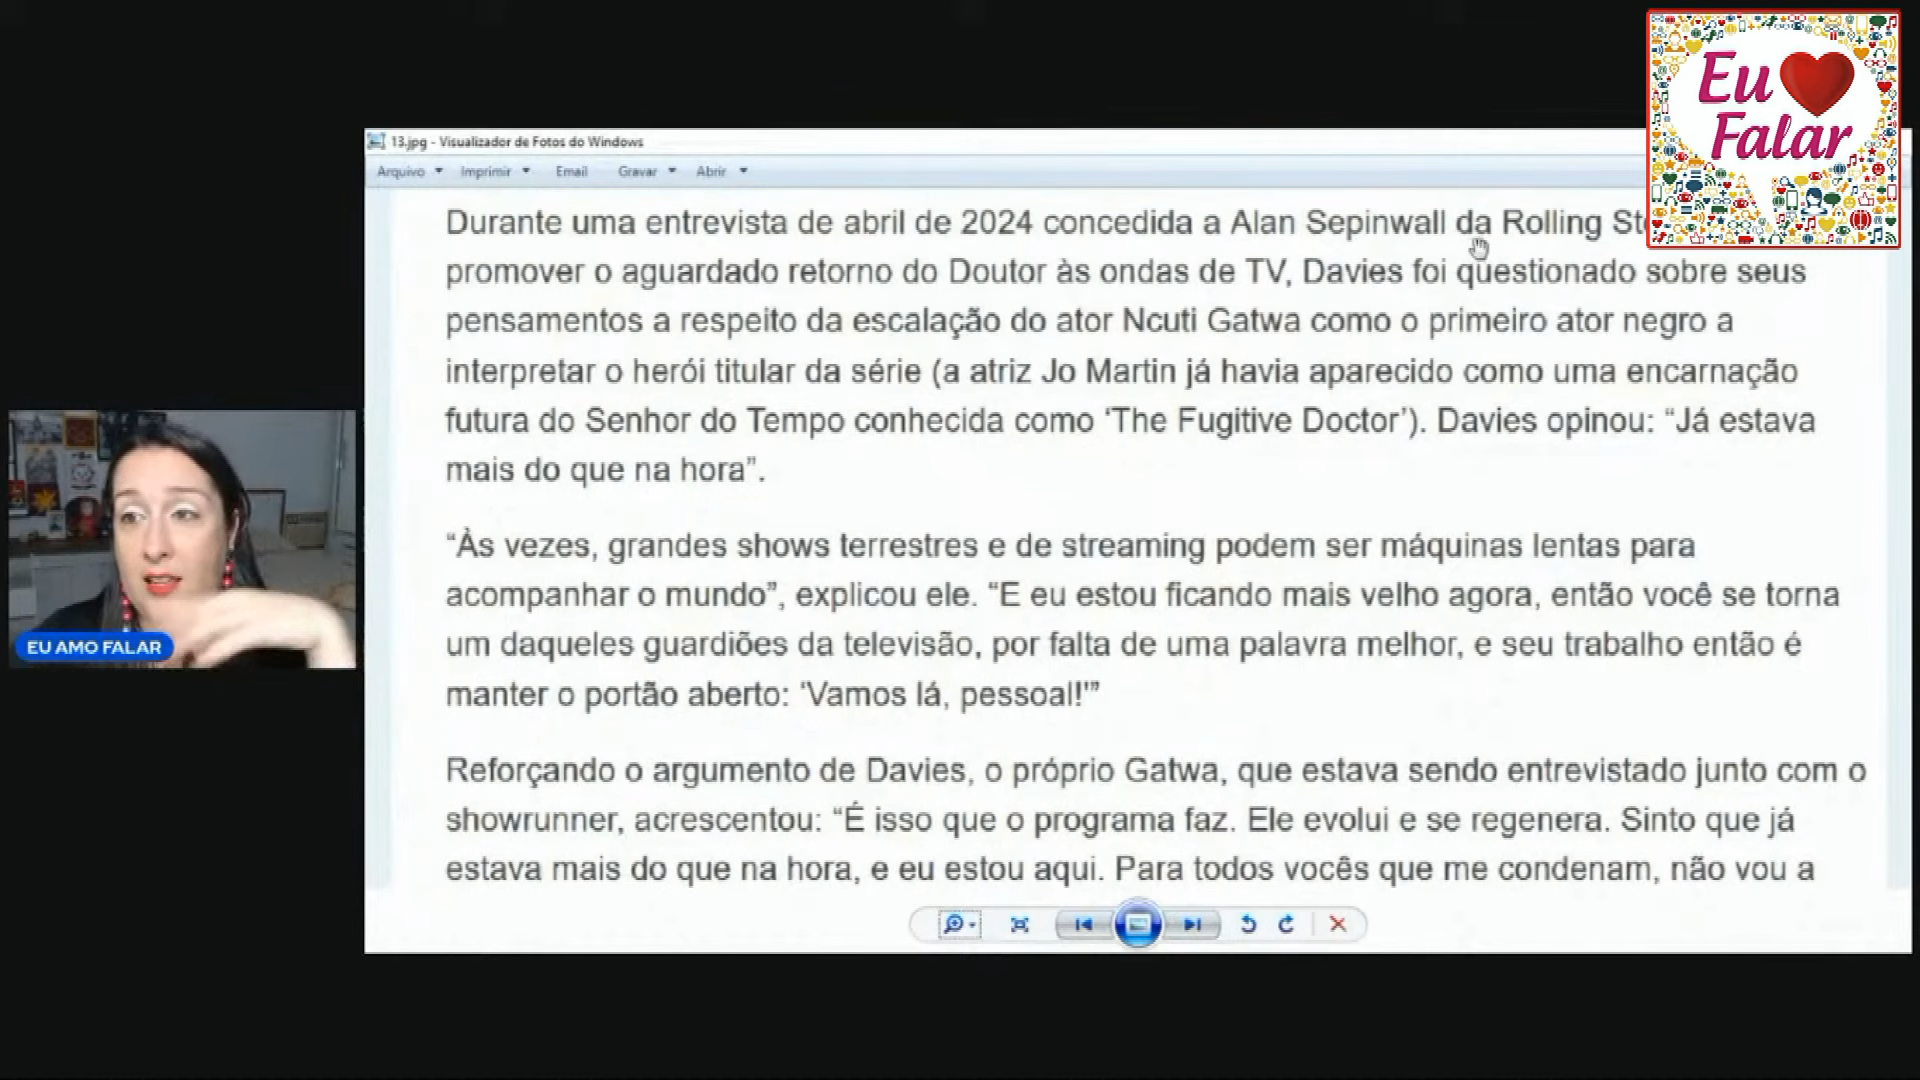 Eu
Falar
13.jpg - Visualizador de Fotos do Windows
Arquivo Imprimir Email Gravar Abrir
Durante uma entrevista de abril de 2024 concedida a Alan Sepinwall da Rolling
promover o aguardado retorno do Doutor às ondas de TV, Davies foi questionado sobre seus
pensamentos a respeito da escalação do ator Ncuti Gatwa como o primeiro ator negro a
interpretar o herói titular da série (a atriz Jo Martin já havia aparecido como uma encarnação
futura do Senhor do Tempo conhecida como ‘The Fugitive Doctor’). Davies opinou: “Já estava
mais do que na hora”.
“Às vezes, grandes shows terrestres e de streaming podem ser máquinas lentas para
acompanhar o mundo”, explicou ele. “E eu estou ficando mais velho agora, então você se torna
um daqueles guardiões da televisão, por falta de uma palavra melhor, e seu trabalho então é
manter o portão aberto: ‘Vamos lá, pessoal!’”
Reforçando o argumento de Davies, o próprio Gatwa, que estava sendo entrevistado junto com o
showrunner, acrescentou: “É isso que o programa faz. Ele evolui e se regenera. Sinto que já
estava mais do que na hora, e eu estou aqui. Para todos vocês que me condenam, não vou a
EU AMO FALAR